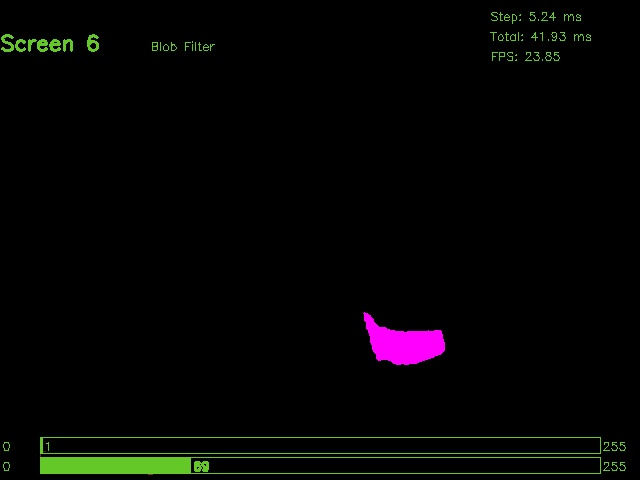 Screen 6
Blob Filter
Step: 5.24 ms
Total: 41.93 ms
FPS: 23.85
0 1 255
0 69 255